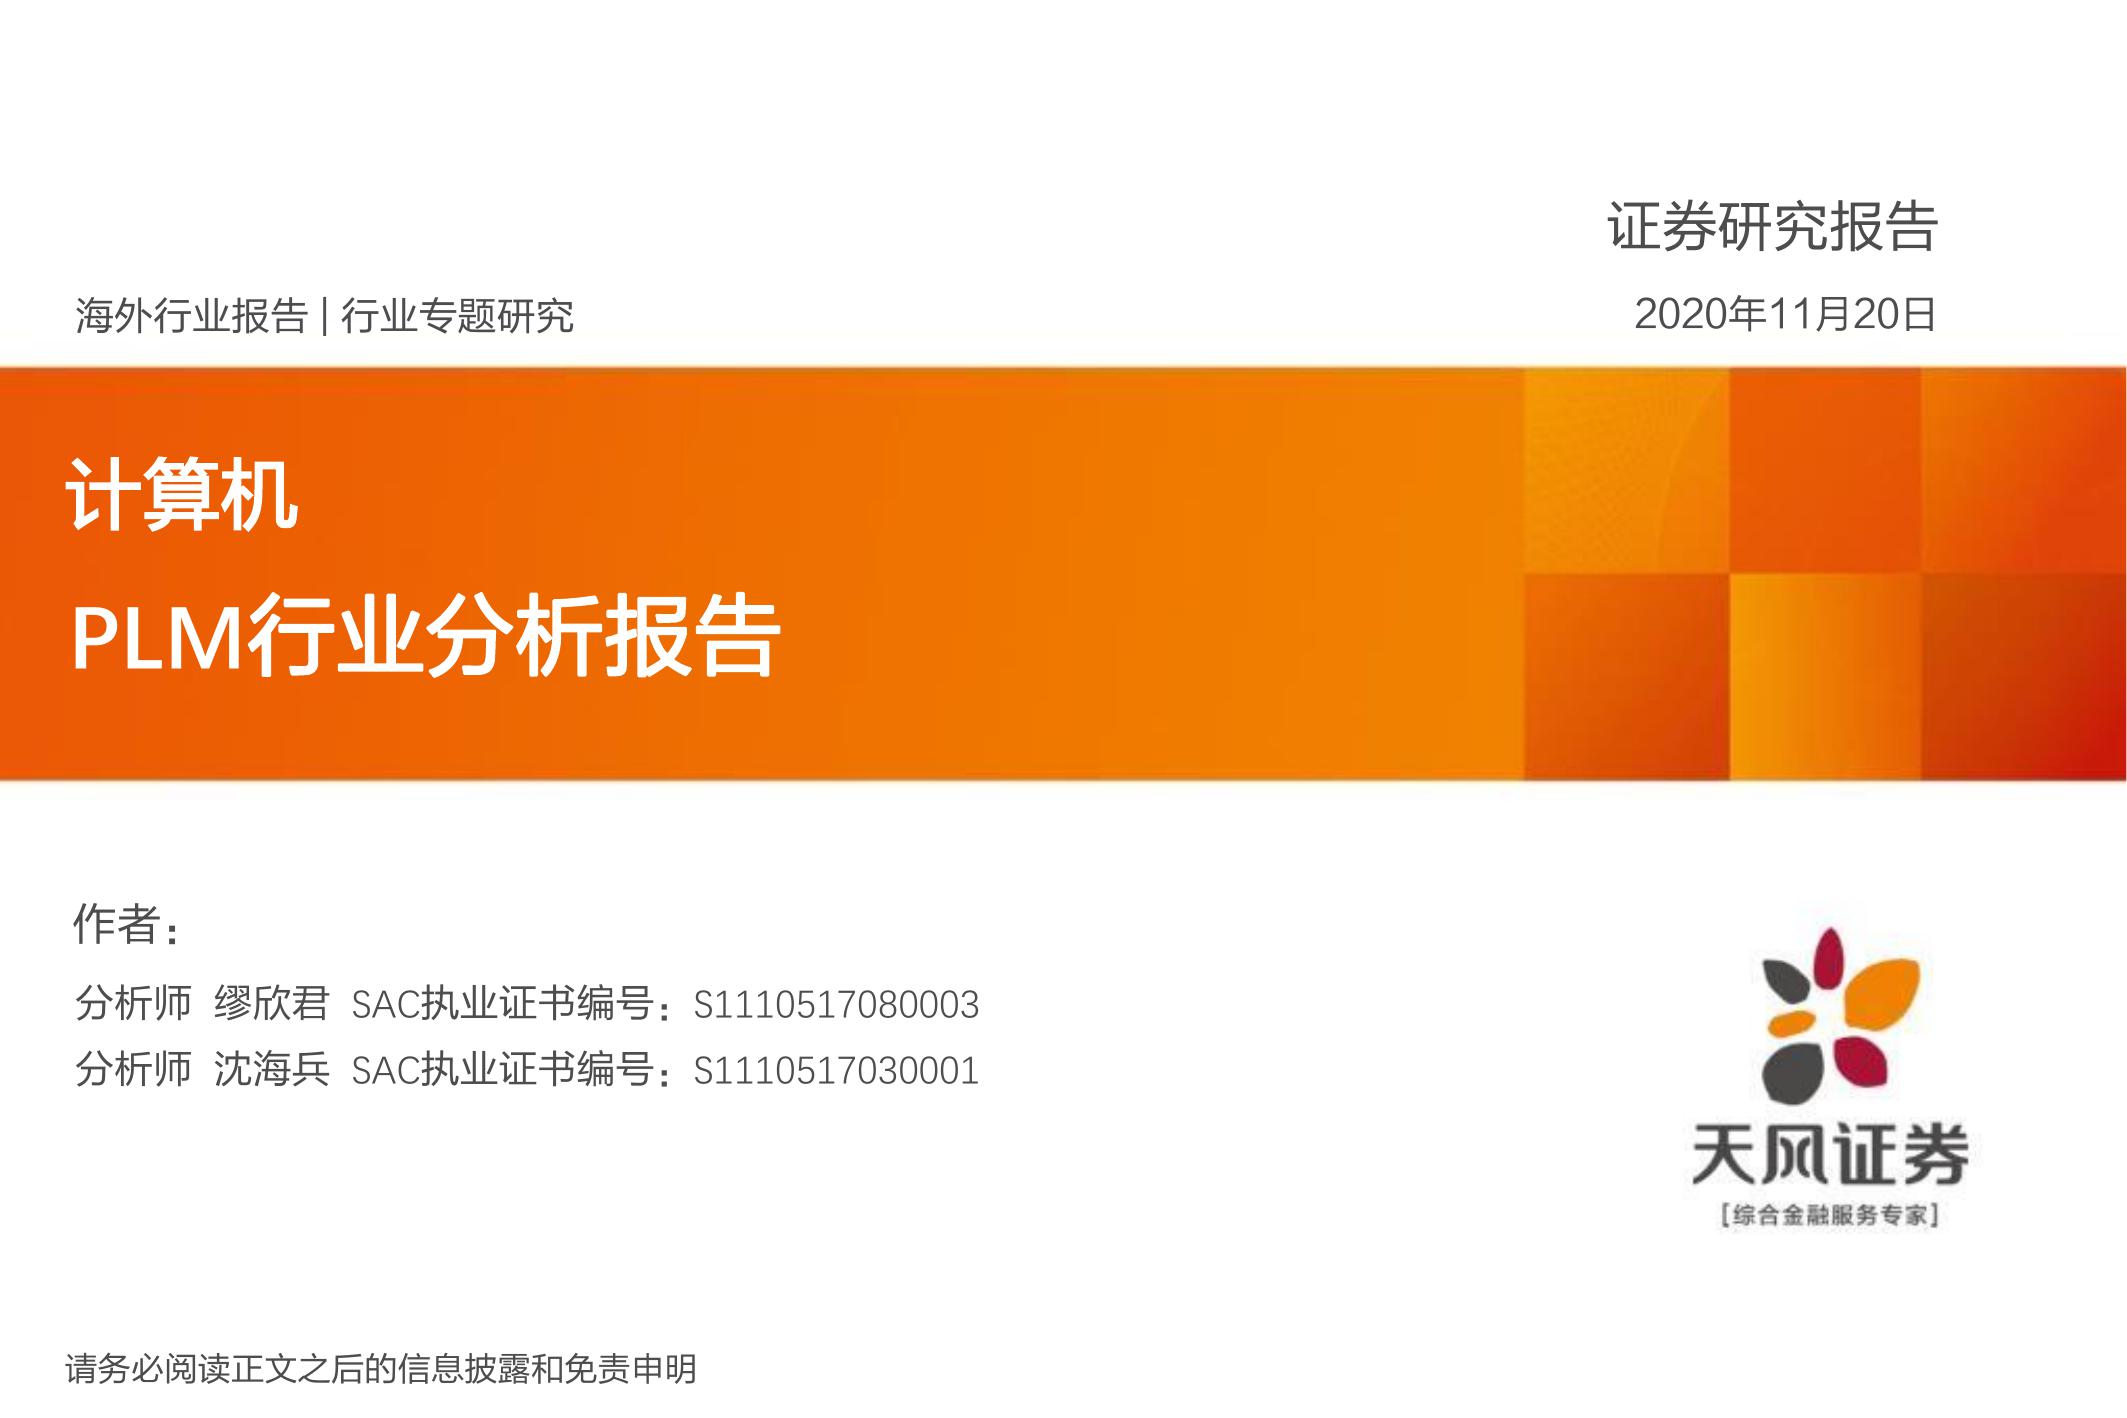 证券研究报告
海外行业报告 | 行业专题研究
2020年11月20日
计算机
PLM行业分析报告
作者：
分析师 缪欣君 SAC执业证书编号：S1110517080003
分析师 沈海兵 SAC执业证书编号：S1110517030001
天风证券
[综合金融服务专家]
请务必阅读正文之后的信息披露和免责申明